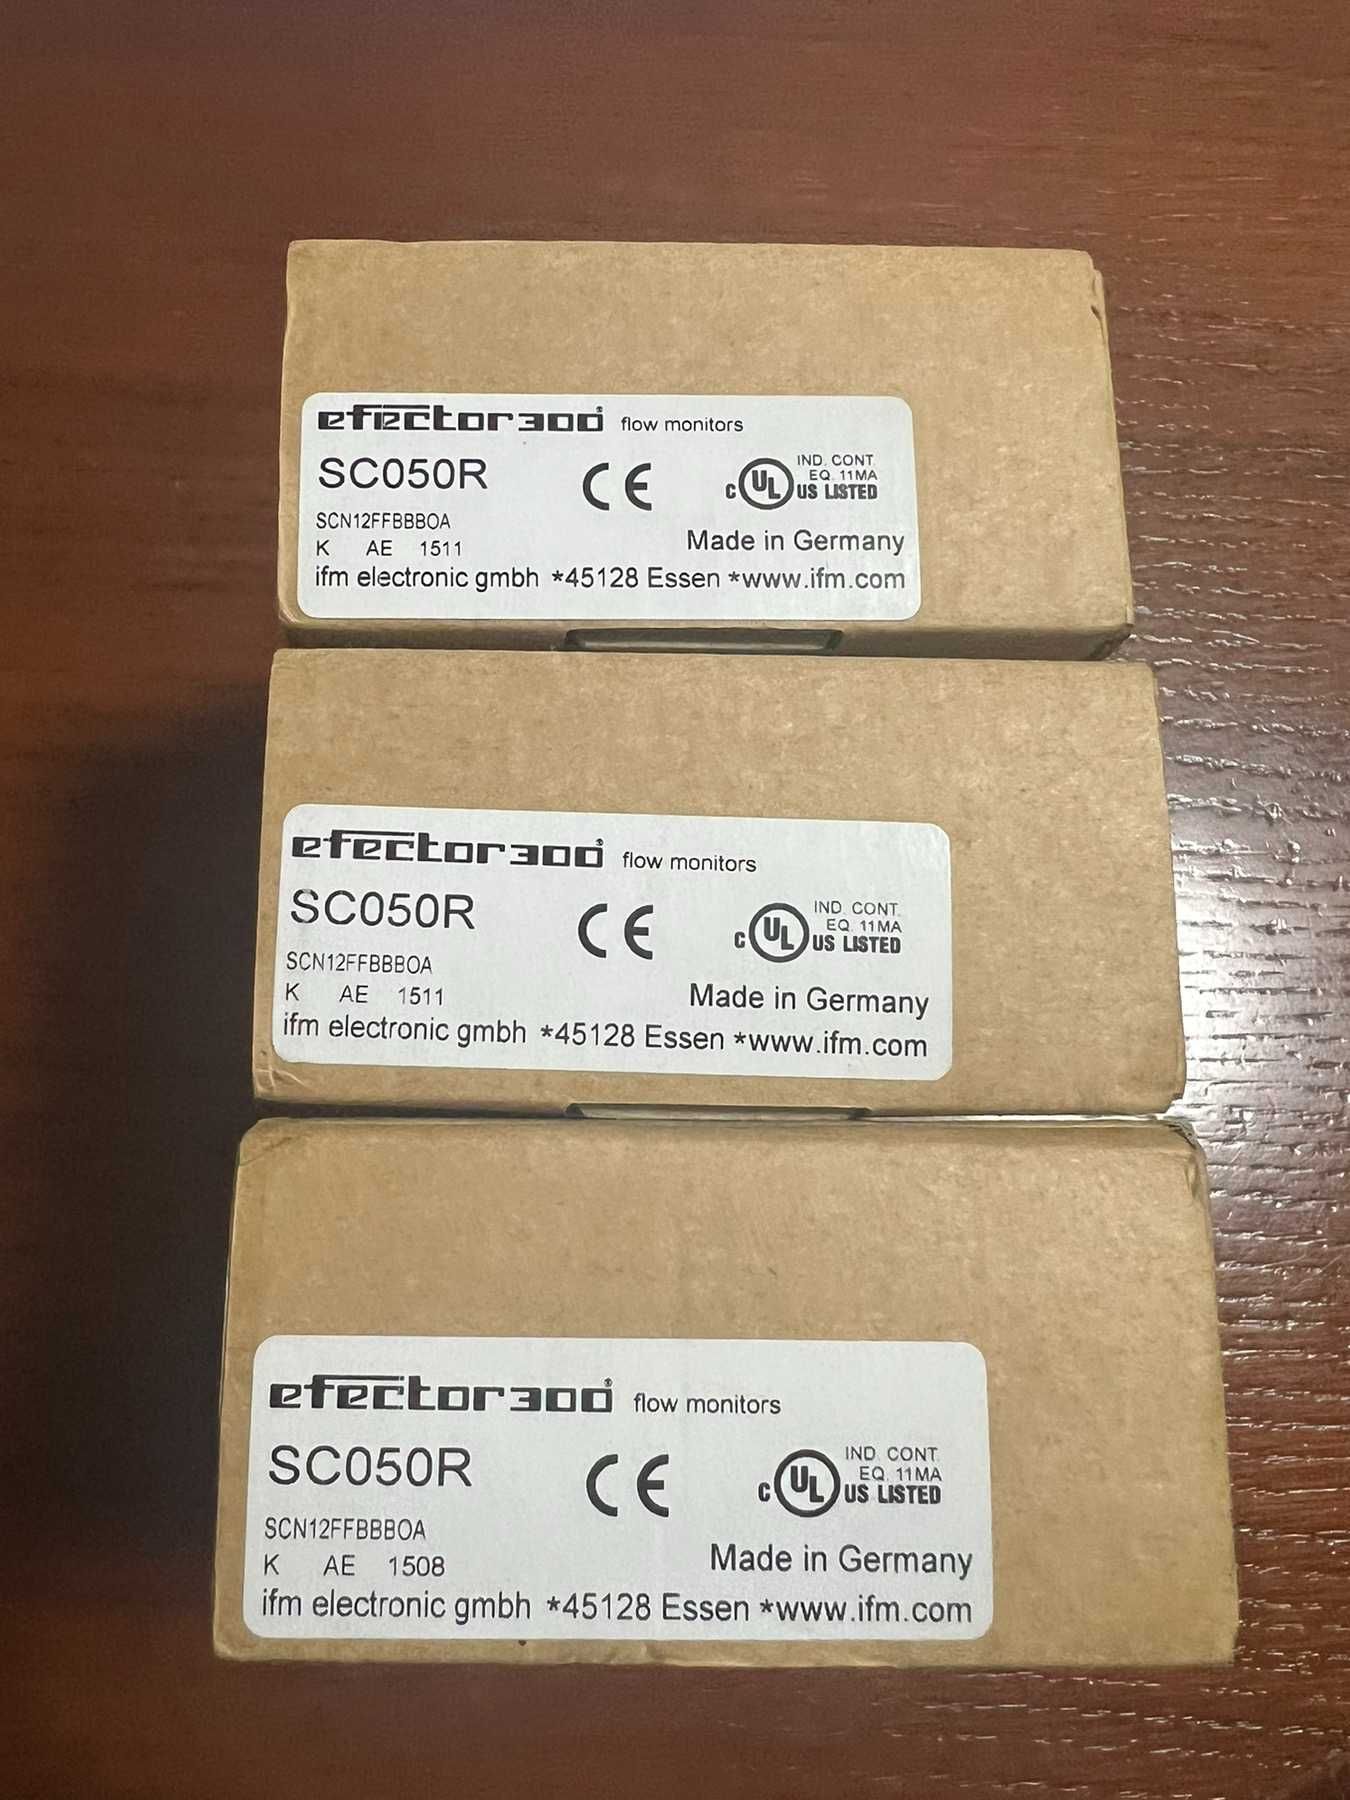 efector300® flow monitors
SC050R
CE
C UL US LISTED
IND. CONT.
EQ. 11MA
SCN12FFBBBOA
K AE 1511
Made in Germany
ifm electronic gmbh *45128 Essen *www.ifm.com
efector300® flow monitors
SC050R
CE
C UL US LISTED
IND. CONT.
EQ. 11MA
SCN12FFBBBOA
K AE 1511
Made in Germany
ifm electronic gmbh *45128 Essen *www.ifm.com
efector300® flow monitors
SC050R
CE
C UL US LISTED
IND. CONT.
EQ. 11MA
SCN12FFBBBOA
K AE 1508
Made in Germany
ifm electronic gmbh *45128 Essen *www.ifm.com